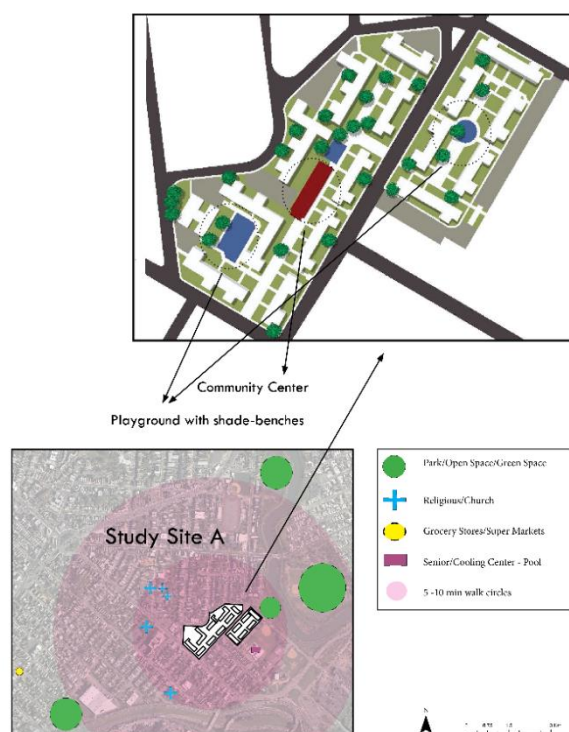 Community Center
Playground with shade-benches
Study Site A
Park/Open Space/Green Space
Religious/Church
Grocery Stores/Super Markets
Senior/Cooling Center - Pool
5 -10 min walk circles
N